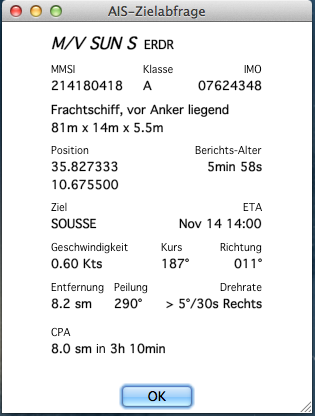 AIS-Zielabfrage
M/V SUN S ERDR
MMSI Klasse IMO
214180418 A 07624348
Frachtschiff, vor Anker liegend
81m x 14m x 5.5m
Position Berichts-Alter
35.827333 5min 58s
10.675500
Ziel ETA
SOUSSE Nov 14 14:00
Geschwindigkeit Kurs Richtung
0.60 Kts 187° 011°
Entfernung Peilung Drehrate
8.2 sm 290° > 5°/30s Rechts
CPA
8.0 sm in 3h 10min
OK